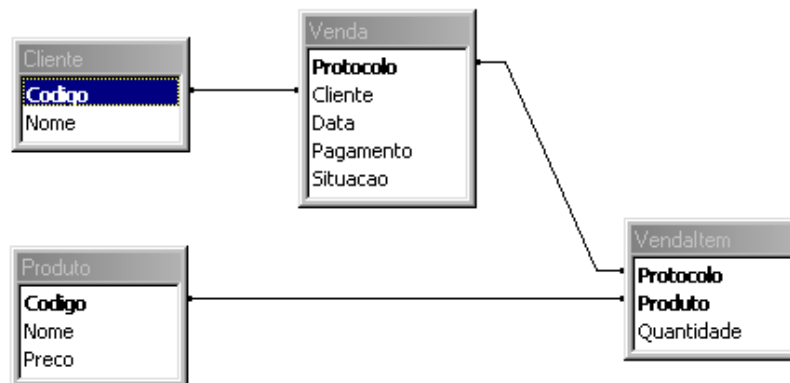 Cliente
Codigo
Nome
Venda
Protocolo
Cliente
Data
Pagamento
Situacao
Produto
Codigo
Nome
Preco
VendaItem
Protocolo
Produto
Quantidade